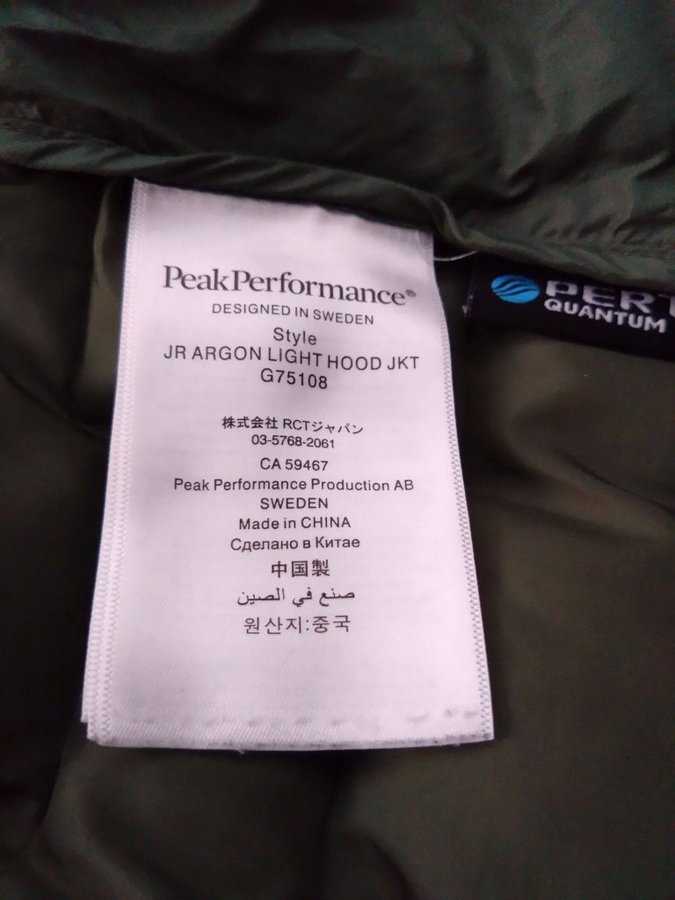 PeakPerformance®
DESIGNED IN SWEDEN
Style
JR ARGON LIGHT HOOD JKT
G75108
株式会社 RCTジャパン
03-5768-2061
CA 59467
Peak Performance Production AB
SWEDEN
Made in CHINA
Сделано в Китае
中国製
صنع في الصين
원산지:중국
PERT
QUANTUM